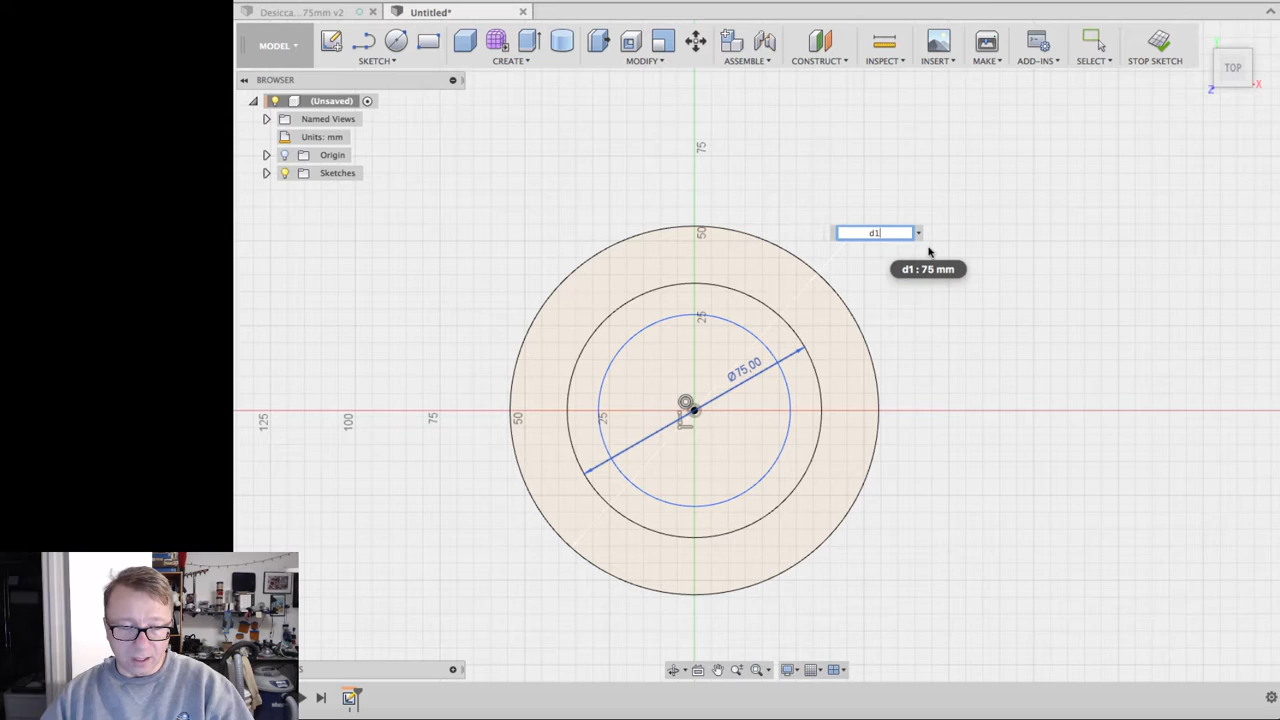 Desicca...75mm v2
Untitled*
MODEL
SKETCH
CREATE
MODIFY
ASSEMBLE
CONSTRUCT
INSPECT
INSERT
MAKE
ADD-INS
SELECT
STOP SKETCH
TOP
Y
X
Z
BROWSER
(Unsaved)
Named Views
Units: mm
Origin
Sketches
75
50
25
d1
d1 : 75 mm
Ø75,00
125
100
75
50
25
S